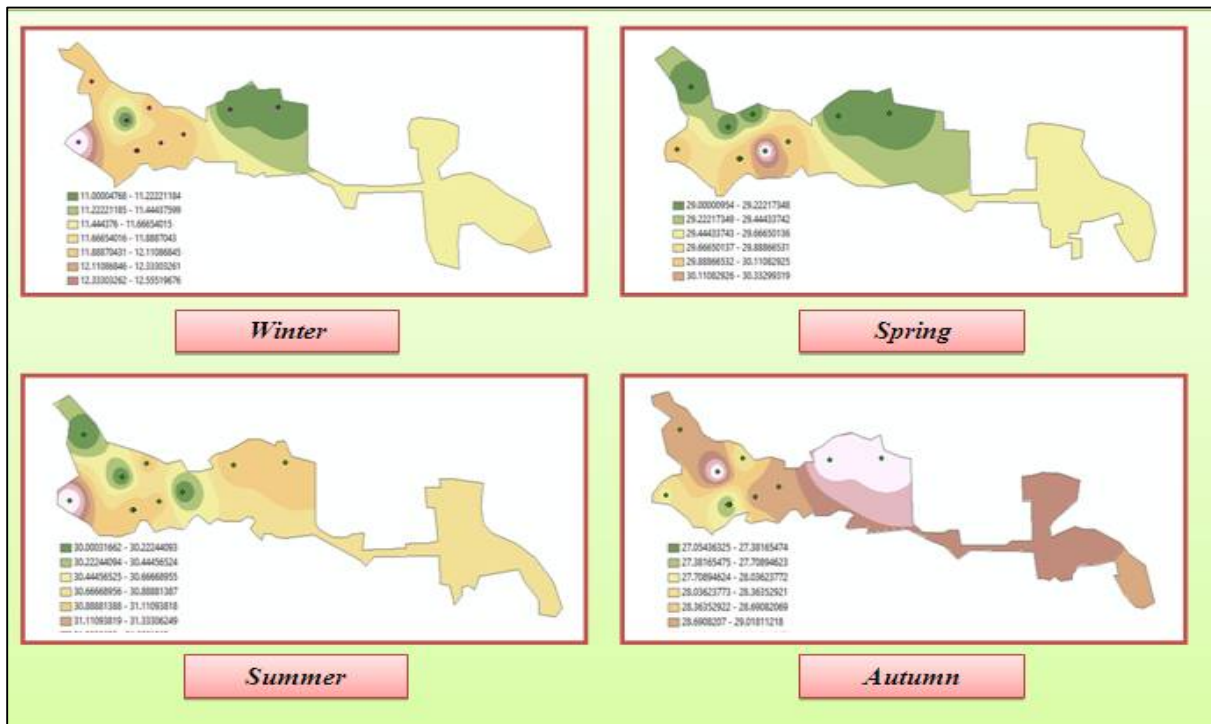 11.00004768 - 11.22221184
11.22221185 - 11.44437599
11.444376 - 11.66654015
11.66654016 - 11.8887043
11.88870431 - 12.11086845
12.11086846 - 12.33303261
12.33303262 - 12.55519676
Winter
29.00000954 - 29.22217348
29.22217349 - 29.44433742
29.44433743 - 29.66650136
29.66650137 - 29.88866531
29.88866532 - 30.11082925
30.11082926 - 30.33299319
Spring
30.00031662 - 30.22244093
30.22244094 - 30.44456524
30.44456525 - 30.66668955
30.66668956 - 30.88881387
30.88881388 - 31.11093818
31.11093819 - 31.33306249
Summer
27.05436325 - 27.38165474
27.38165475 - 27.70894623
27.70894624 - 28.03623772
28.03623773 - 28.36352921
28.36352922 - 28.69082069
28.6908207 - 29.01811218
Autumn